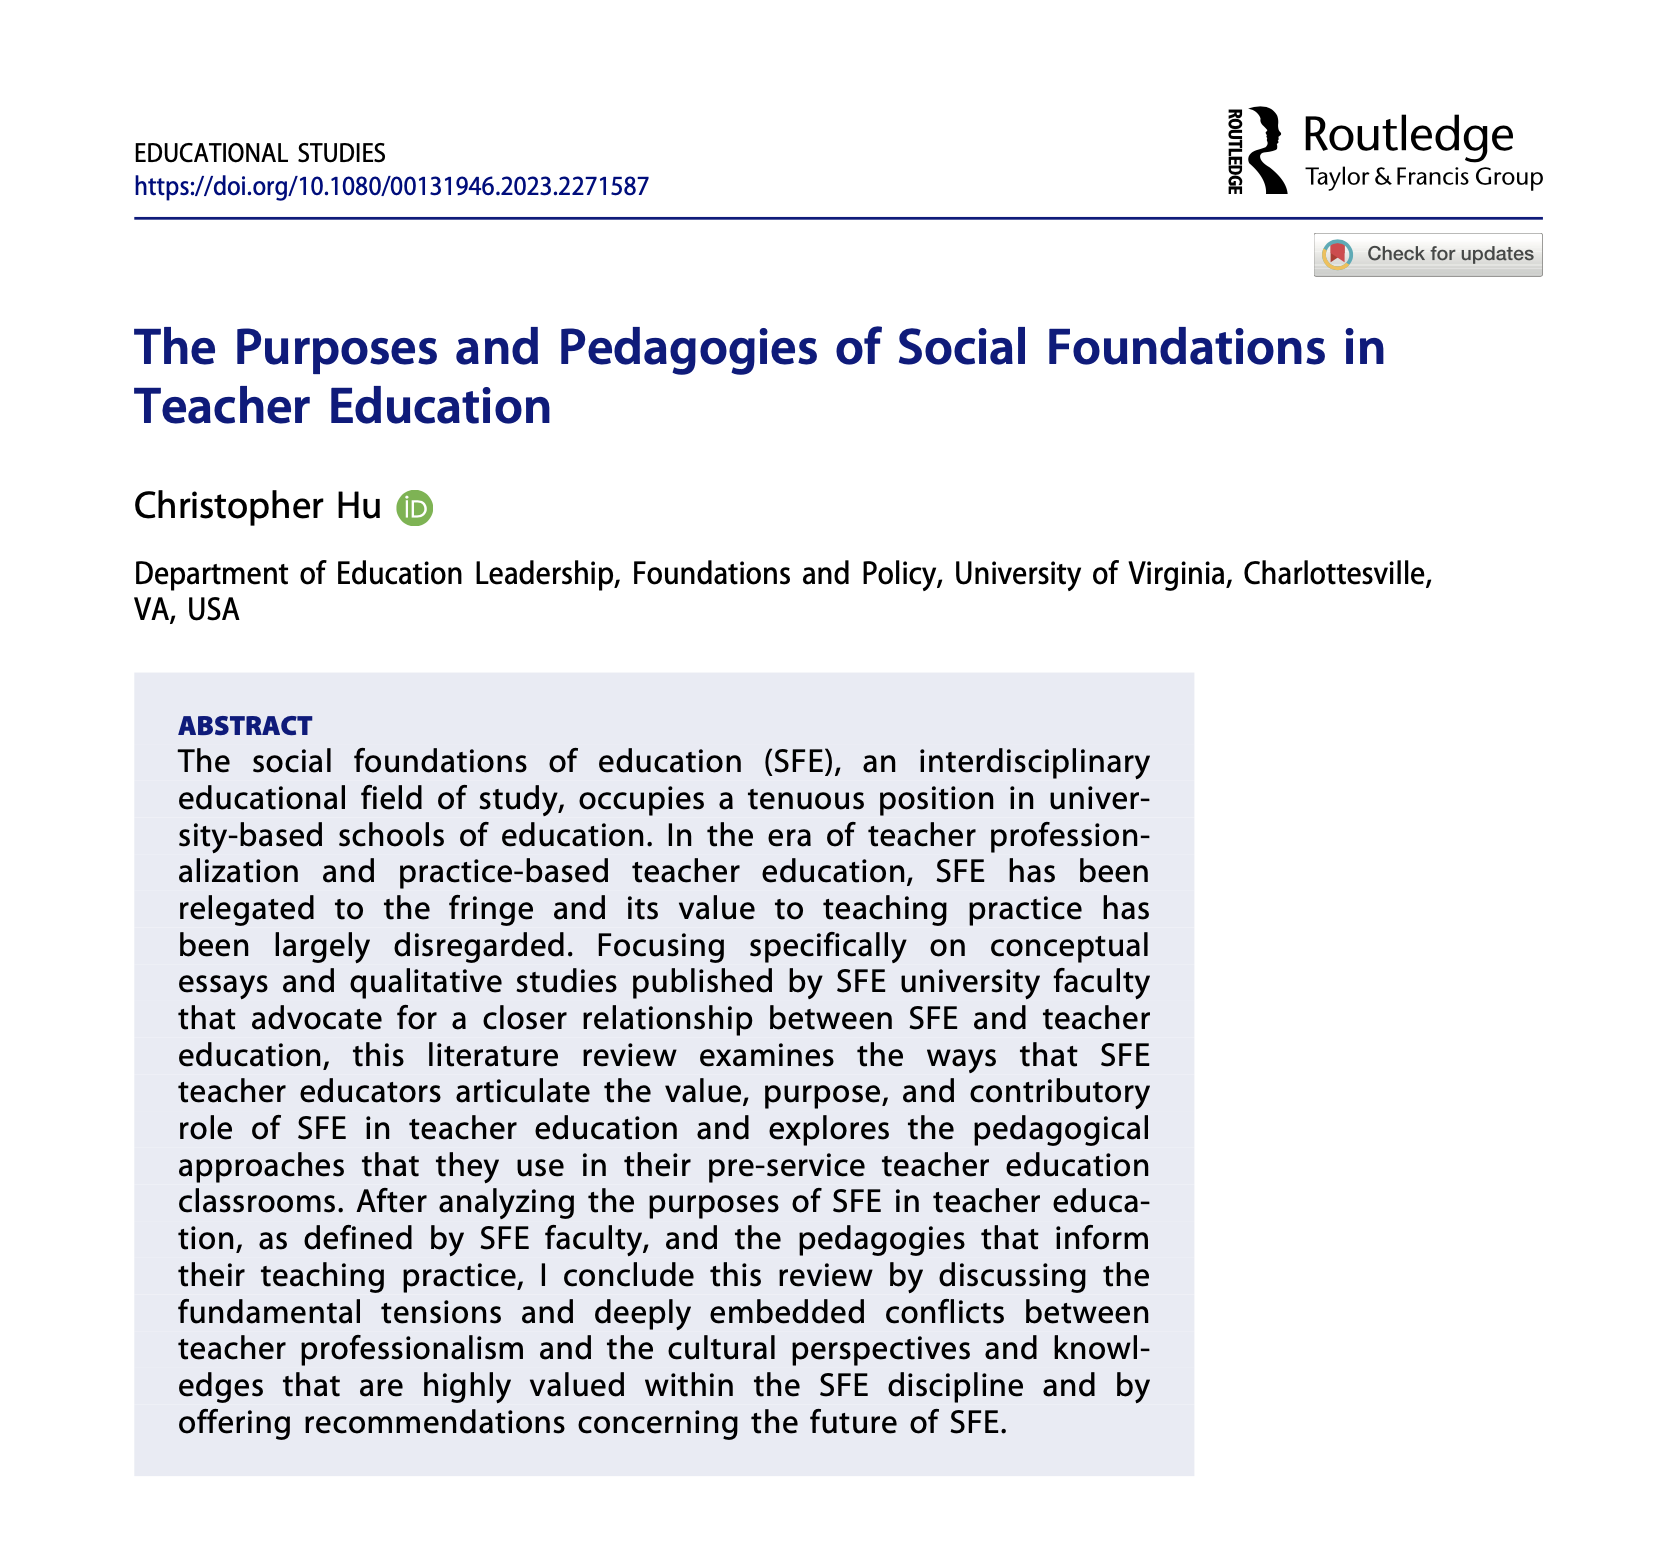 EDUCATIONAL STUDIES
https://doi.org/10.1080/00131946.2023.2271587
ROUTLEDGE
Routledge
Taylor & Francis Group
Check for updates
The Purposes and Pedagogies of Social Foundations in
Teacher Education
Christopher Hu iD
Department of Education Leadership, Foundations and Policy, University of Virginia, Charlottesville,
VA, USA
ABSTRACT
The social foundations of education (SFE), an interdisciplinary
educational field of study, occupies a tenuous position in univer-
sity-based schools of education. In the era of teacher profession-
alization and practice-based teacher education, SFE has been
relegated to the fringe and its value to teaching practice has
been largely disregarded. Focusing specifically on conceptual
essays and qualitative studies published by SFE university faculty
that advocate for a closer relationship between SFE and teacher
education, this literature review examines the ways that SFE
teacher educators articulate the value, purpose, and contributory
role of SFE in teacher education and explores the pedagogical
approaches that they use in their pre-service teacher education
classrooms. After analyzing the purposes of SFE in teacher educa-
tion, as defined by SFE faculty, and the pedagogies that inform
their teaching practice, I conclude this review by discussing the
fundamental tensions and deeply embedded conflicts between
teacher professionalism and the cultural perspectives and knowl-
edges that are highly valued within the SFE discipline and by
offering recommendations concerning the future of SFE.